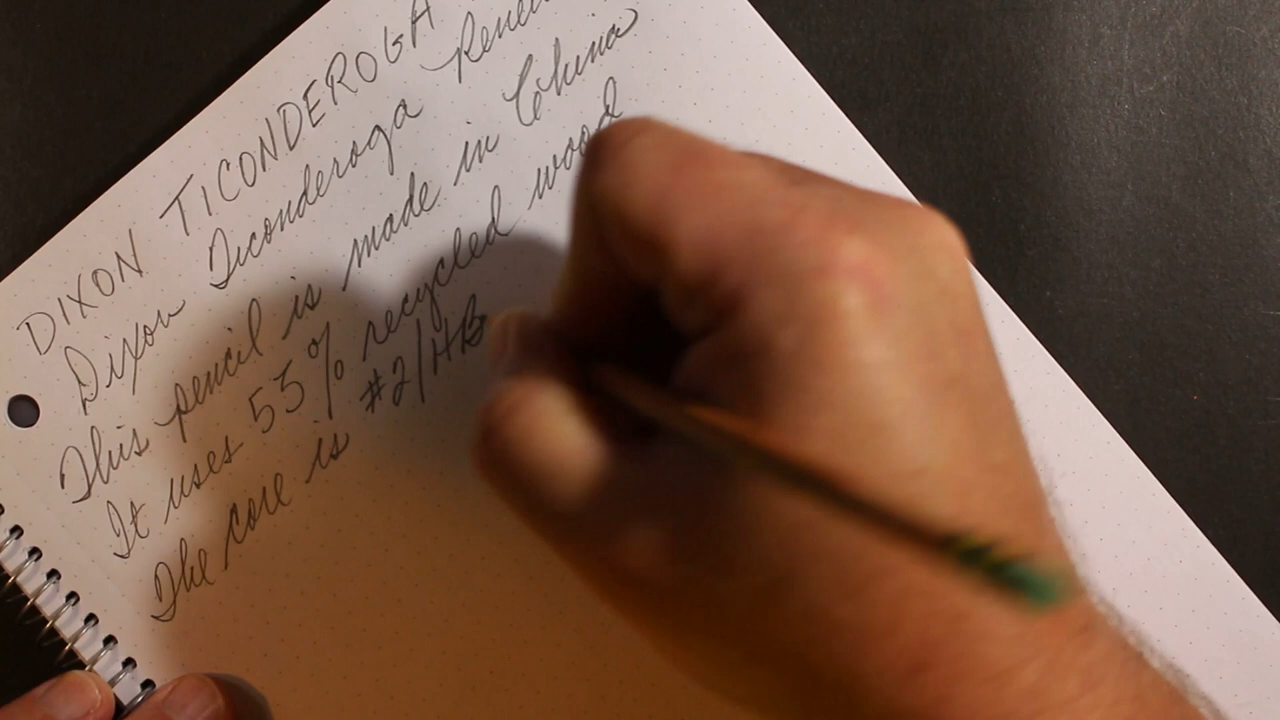 DIXON TICONDEROGA
Dixon Ticonderoga
This pencil is made in China
It uses 55% recycled wood
The core is #2/HB